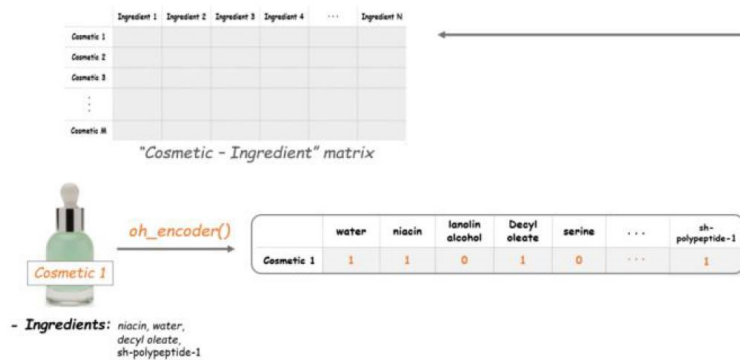 Ingredient 1 Ingredient 2 Ingredient 3 Ingredient 4 ... Ingredient N
Cosmetic 1
Cosmetic 2
Cosmetic 3
⋮
Cosmetic M
"Cosmetic - Ingredient" matrix
oh_encoder()
Cosmetic 1
water niacin lanolin alcohol Decyl oleate serine ... sh-polypeptide-1
Cosmetic 1 1 1 0 1 0 ... 1
- Ingredients: niacin, water,
decyl oleate,
sh-polypeptide-1